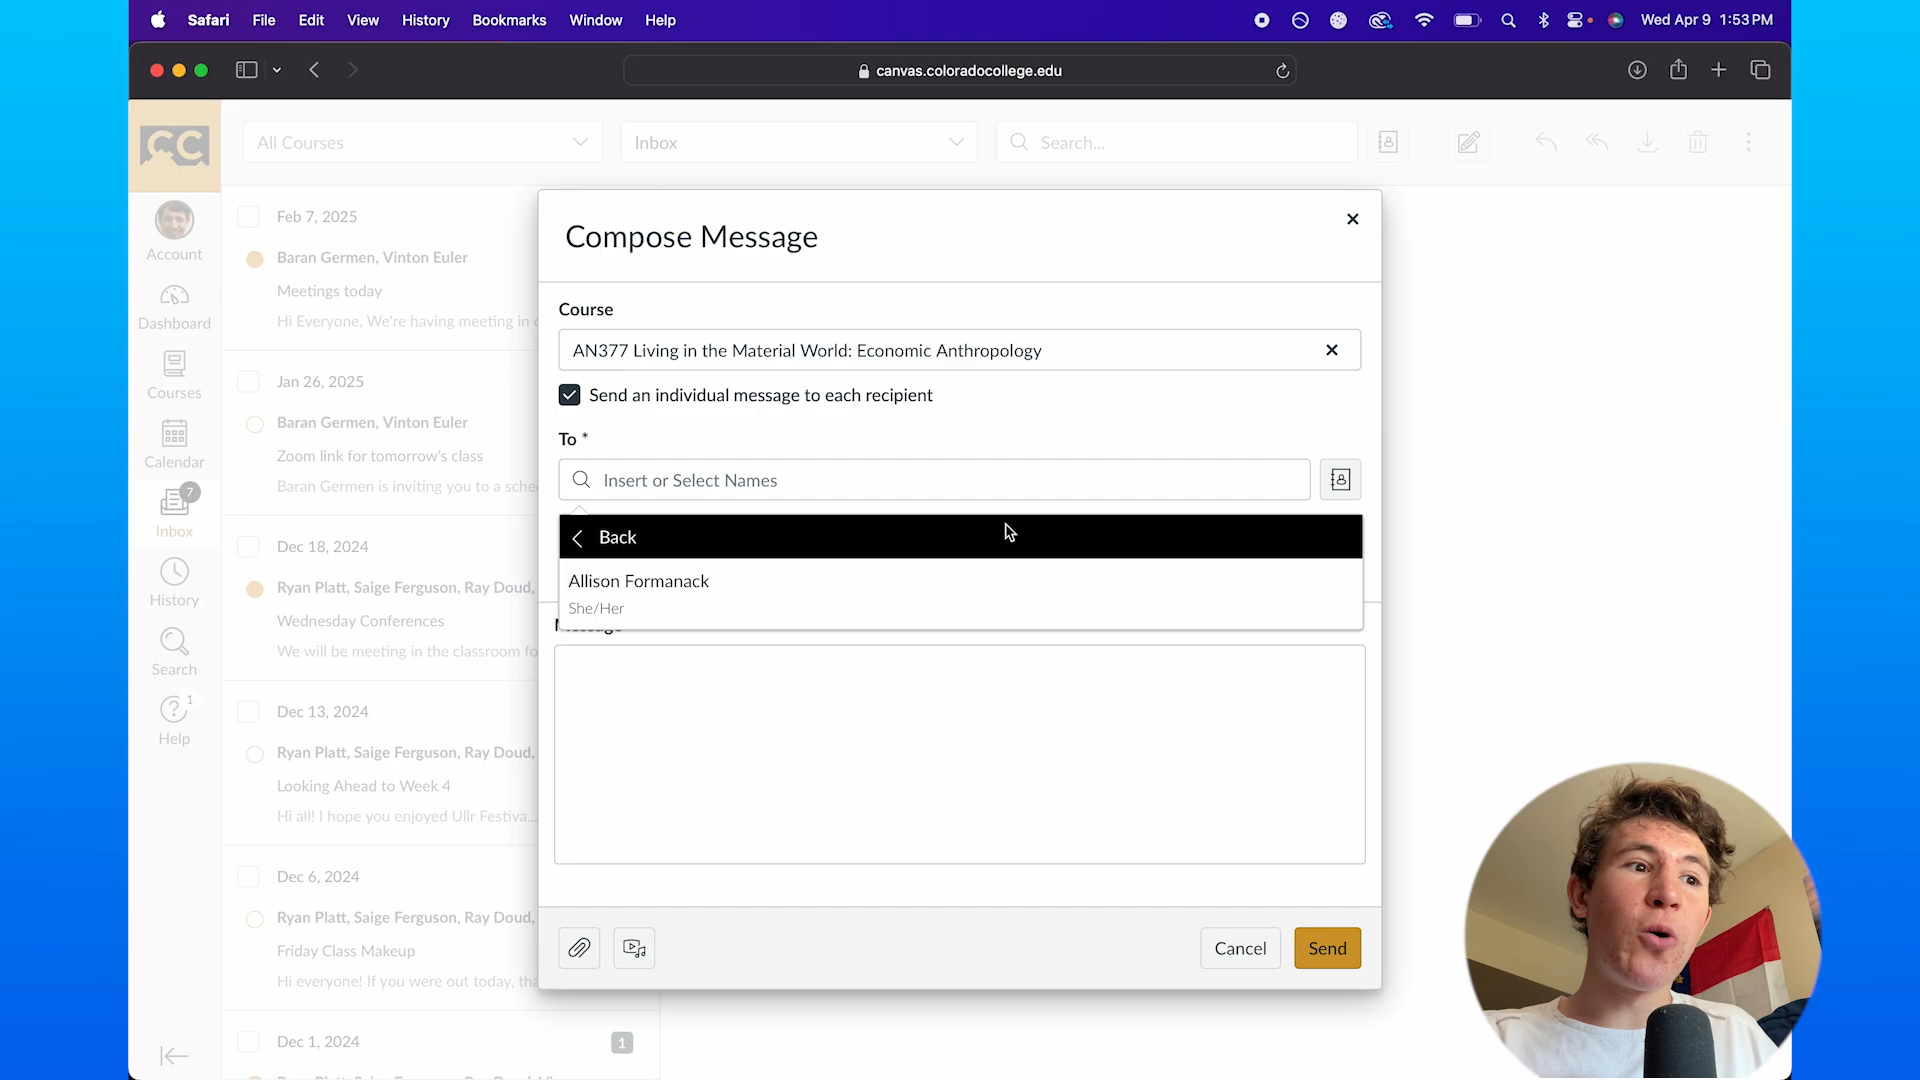 Safari File Edit View History Bookmarks Window Help
Wed Apr 9 1:53 PM
canvas.coloradocollege.edu
CC
All Courses
Inbox
Search...
Account
Dashboard
Courses
Calendar
7
Inbox
History
Search
1
Help
Feb 7, 2025
Baran Germen, Vinton Euler
Meetings today
Hi Everyone, We're having meeting in
Jan 26, 2025
Baran Germen, Vinton Euler
Zoom link for tomorrow's class
Baran Germen is inviting you to a sche
Dec 18, 2024
Ryan Platt, Saige Ferguson, Ray Doud,
Wednesday Conferences
We will be meeting in the classroom fo
Dec 13, 2024
Ryan Platt, Saige Ferguson, Ray Doud,
Looking Ahead to Week 4
Hi all! I hope you enjoyed Ullr Festiva...
Dec 6, 2024
Ryan Platt, Saige Ferguson, Ray Doud,
Friday Class Makeup
Hi everyone! If you were out today, tha
Dec 1, 2024
1
Compose Message
Course
AN377 Living in the Material World: Economic Anthropology
Send an individual message to each recipient
To *
Insert or Select Names
Back
Allison Formanack
She/Her
Cancel
Send